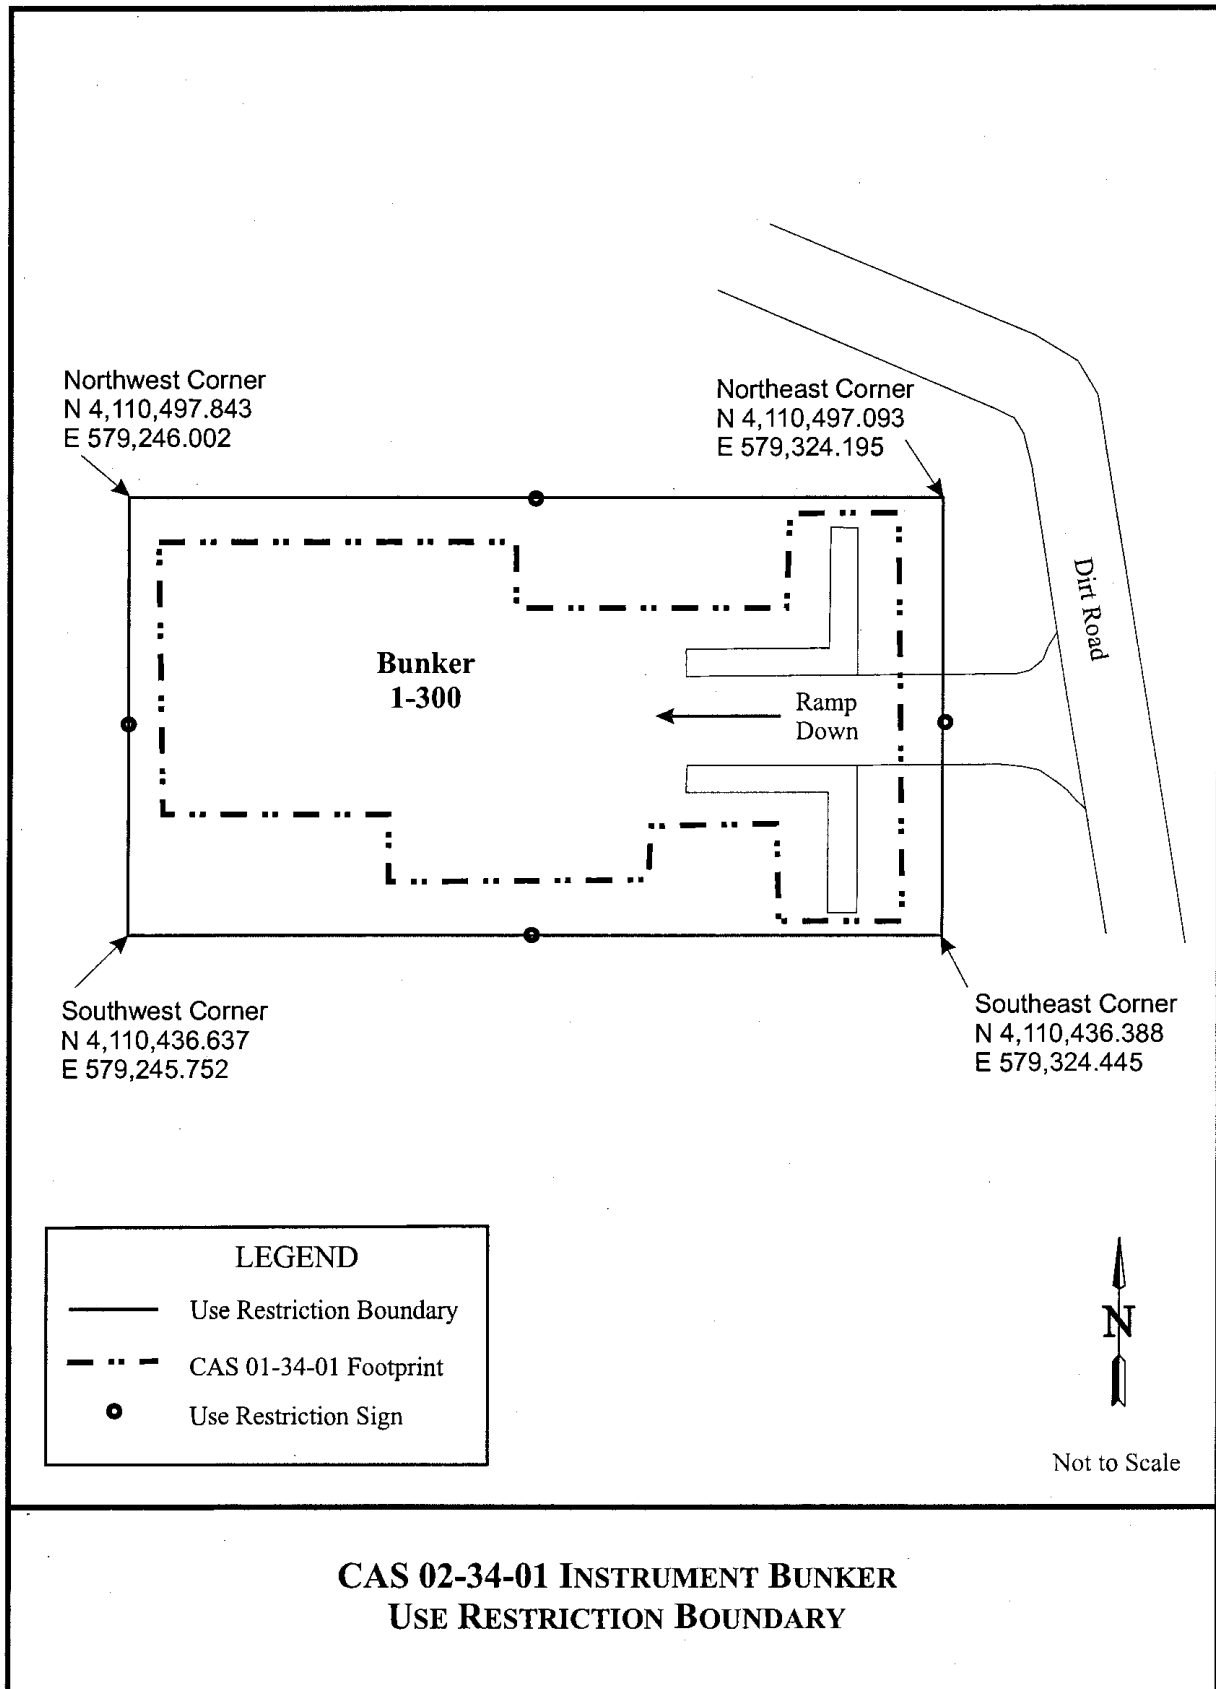 Northwest Corner
N 4,110,497.843
E 579,246.002
Northeast Corner
N 4,110,497.093
E 579,324.195
Dirt Road
Bunker
1-300
Ramp
Down
Southwest Corner
N 4,110,436.637
E 579,245.752
Southeast Corner
N 4,110,436.388
E 579,324.445
LEGEND
Use Restriction Boundary
CAS 01-34-01 Footprint
Use Restriction Sign
N
Not to Scale
CAS 02-34-01 INSTRUMENT BUNKER
USE RESTRICTION BOUNDARY